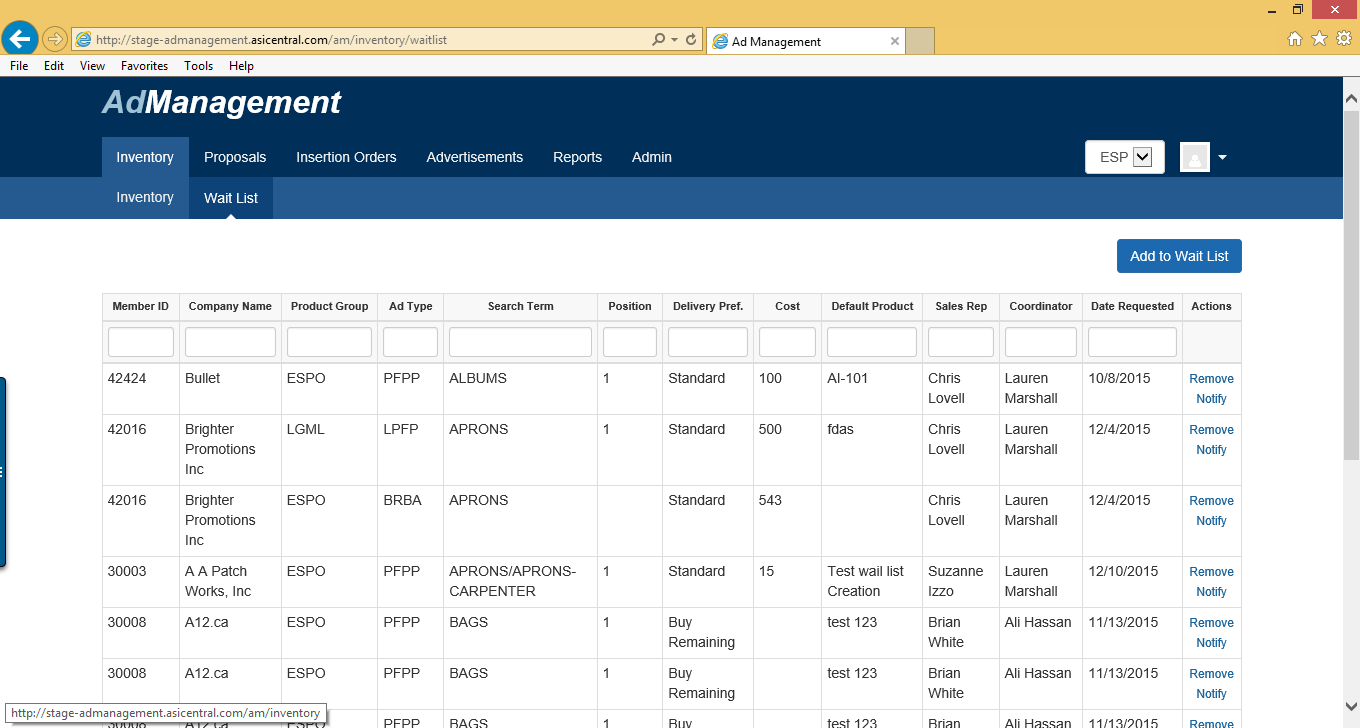 http://stage-admanagement.asicentral.com/am/inventory/waitlist
Ad Management
File Edit View Favorites Tools Help
AdManagement
Inventory Proposals Insertion Orders Advertisements Reports Admin
ESP
Inventory Wait List
Add to Wait List
Member ID Company Name Product Group Ad Type Search Term Position Delivery Pref. Cost Default Product Sales Rep Coordinator Date Requested Actions
42424 Bullet ESPO PFPP ALBUMS 1 Standard 100 AI-101 Chris Lauren 10/8/2015 Remove
Lovell Marshall Notify
42016 Brighter LGML LPFP APRONS 1 Standard 500 fdas Chris Lauren 12/4/2015 Remove
Promotions Lovell Marshall Notify
Inc
42016 Brighter ESPO BRBA APRONS Standard 543 Chris Lauren 12/4/2015 Remove
Promotions Lovell Marshall Notify
Inc
30003 A A Patch ESPO PFPP APRONS/APRONS- 1 Standard 15 Test wail list Suzanne Lauren 12/10/2015 Remove
Works, Inc CARPENTER Creation Izzo Marshall Notify
30008 A12.ca ESPO PFPP BAGS 1 Buy test 123 Brian Ali Hassan 11/13/2015 Remove
Remaining White Notify
30008 A12.ca ESPO PFPP BAGS 1 Buy test 123 Brian Ali Hassan 11/13/2015 Remove
Remaining White Notify
30008 A12.ca ESPO PFPP BAGS 1 Buy test 123 Brian Ali Hassan 11/13/2015 Remove
http://stage-admanagement.asicentral.com/am/inventory